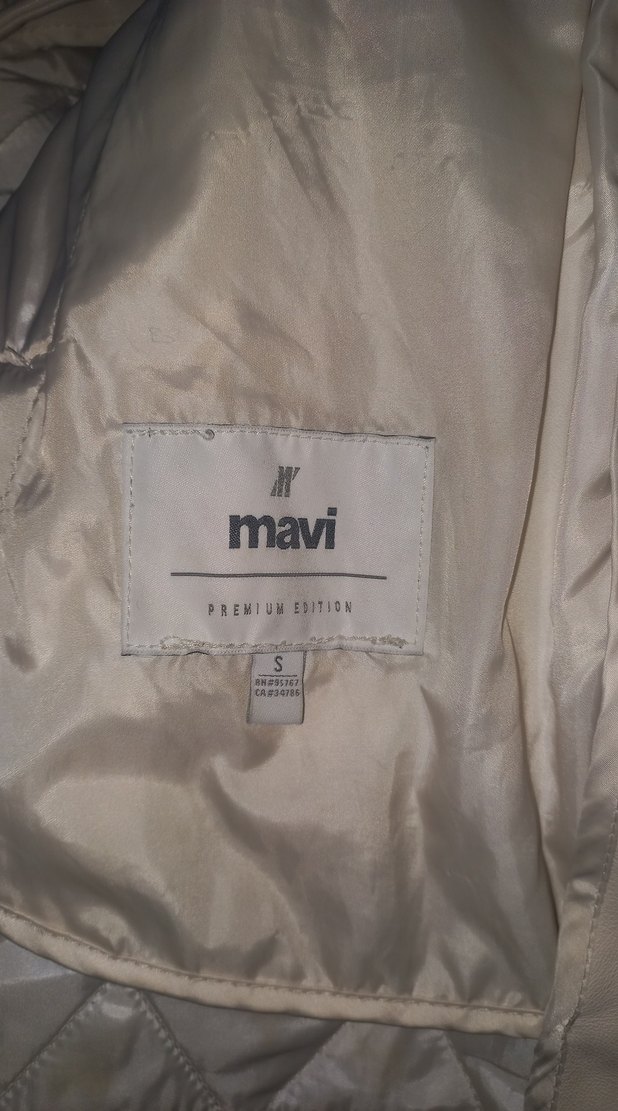 M
mavi
PREMIUM EDITION
S
RN#95767
CA#34786